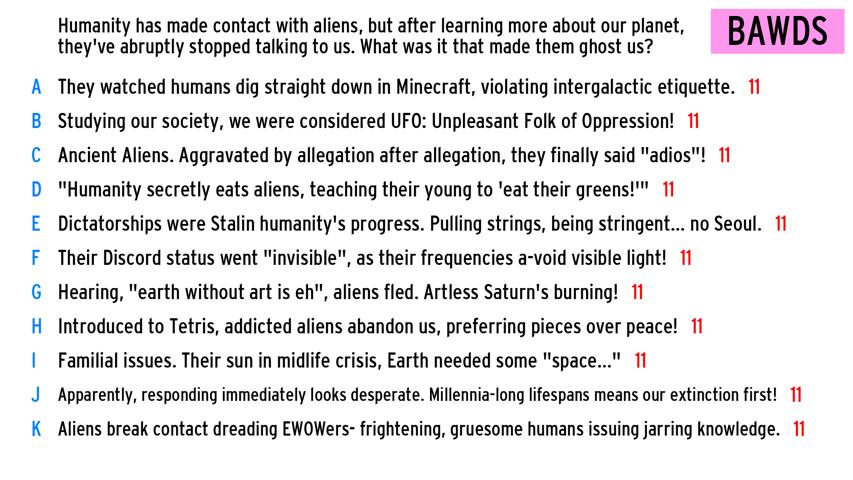 Humanity has made contact with aliens, but after learning more about our planet,
they've abruptly stopped talking to us. What was it that made them ghost us?
BAWDS
A They watched humans dig straight down in Minecraft, violating intergalactic etiquette. 11
B Studying our society, we were considered UFO: Unpleasant Folk of Oppression! 11
C Ancient Aliens. Aggravated by allegation after allegation, they finally said "adios"! 11
D "Humanity secretly eats aliens, teaching their young to 'eat their greens!'" 11
E Dictatorships were Stalin humanity's progress. Pulling strings, being stringent... no Seoul. 11
F Their Discord status went "invisible", as their frequencies a-void visible light! 11
G Hearing, "earth without art is eh", aliens fled. Artless Saturn's burning! 11
H Introduced to Tetris, addicted aliens abandon us, preferring pieces over peace! 11
I Familial issues. Their sun in midlife crisis, Earth needed some "space..." 11
J Apparently, responding immediately looks desperate. Millennia-long lifespans means our extinction first! 11
K Aliens break contact dreading EWOWers- frightening, gruesome humans issuing jarring knowledge. 11